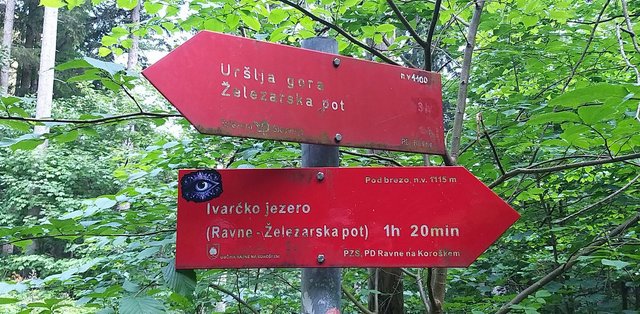 Uršlja gora
Železarska pot
3h
Pod brezo, n.v. 1115 m
Ivarčko jezero
(Ravne - Železarska pot) 1h 20min
PZS, PD Ravne na Koroškem